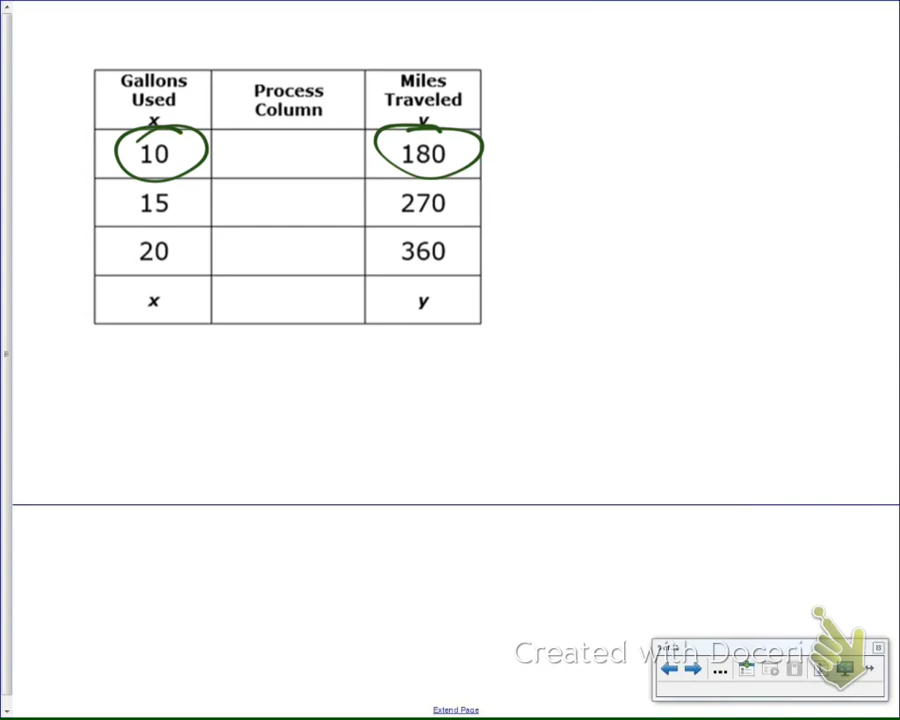 Gallons
Used
x
Process
Column
Miles
Traveled
y
10
180
15
270
20
360
x
y
Created with Doceri
Extend Page